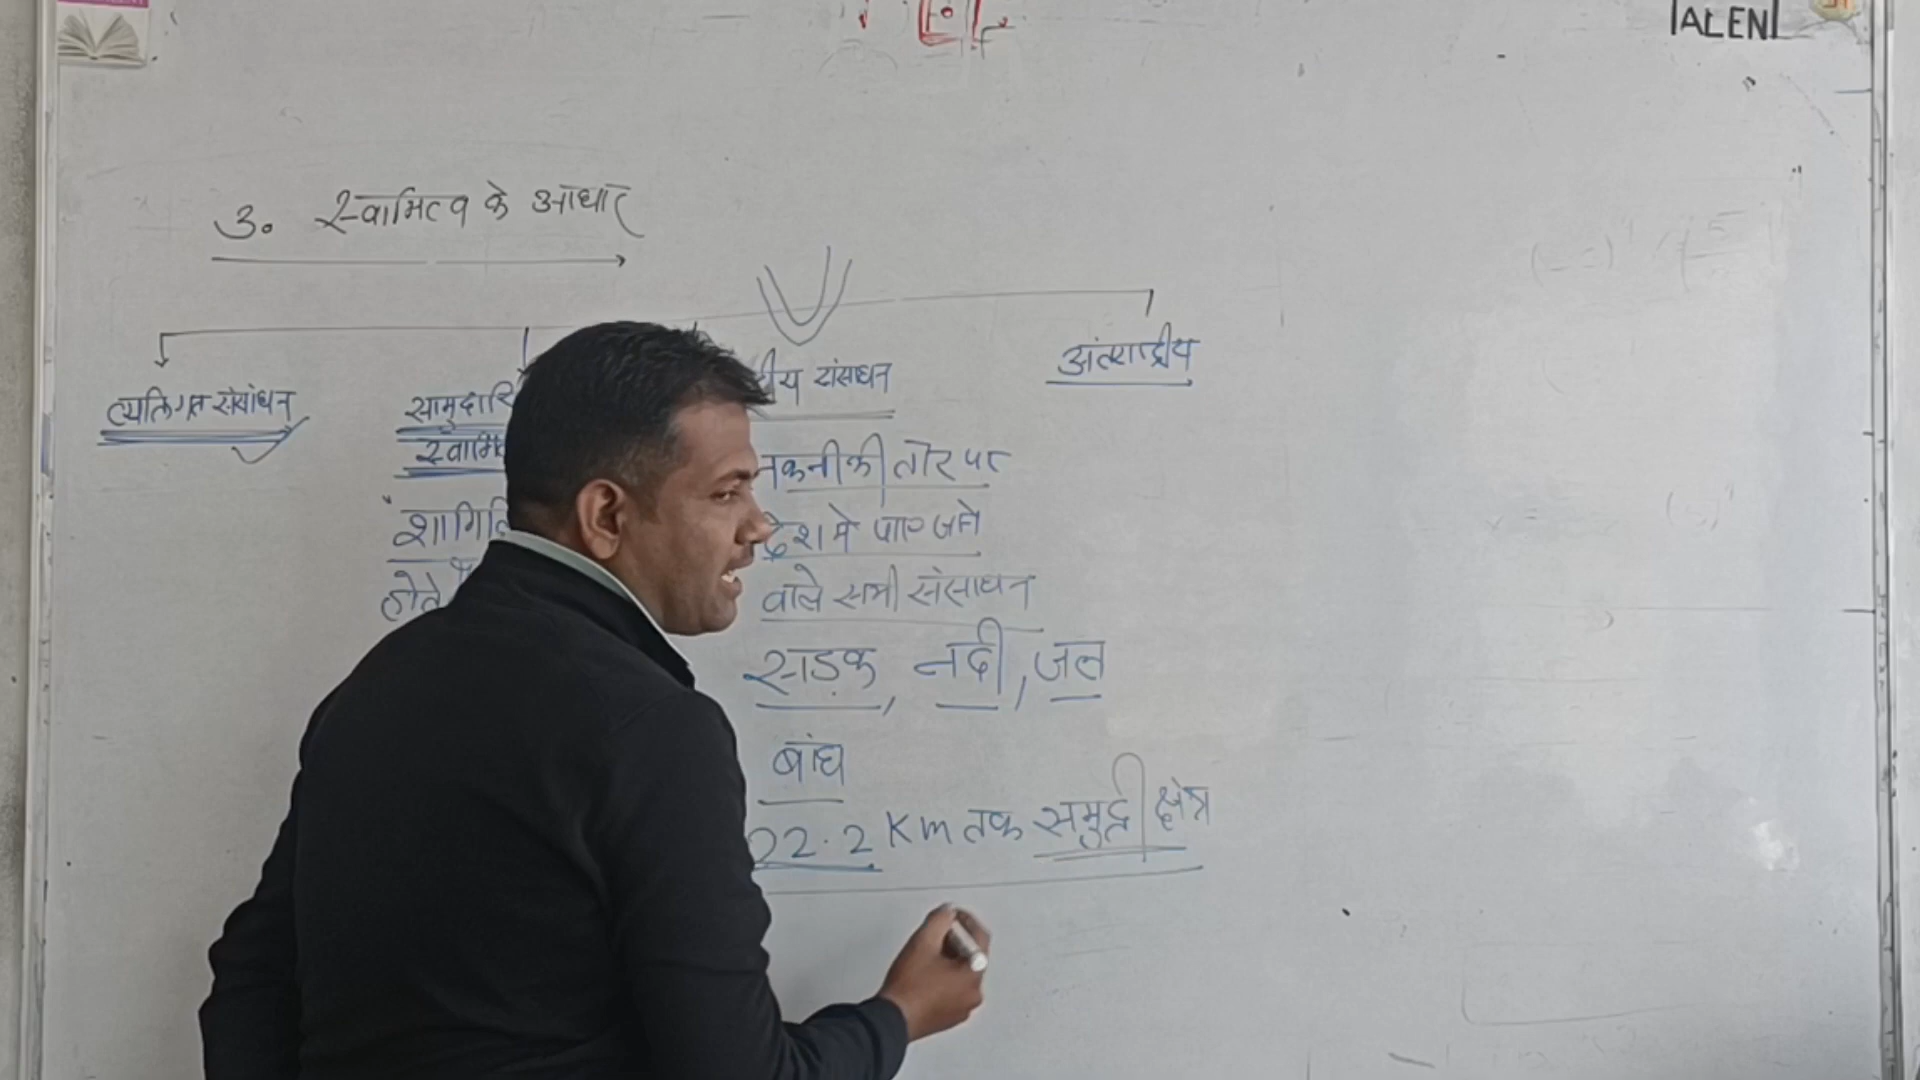 TALENT
3. स्वामित्व के आधार
व्यक्तिगत संसाधन
सामुदायि
स्वामि
ीय संसाधन
अंतर्राष्ट्रीय
तकनीकी तौर पर
देश मे पाए जाने
वाले सभी संसाधन
शामिल
होते
सड़क, नदी, जल
बांध
22.2 Km तक समुद्री क्षेत्र